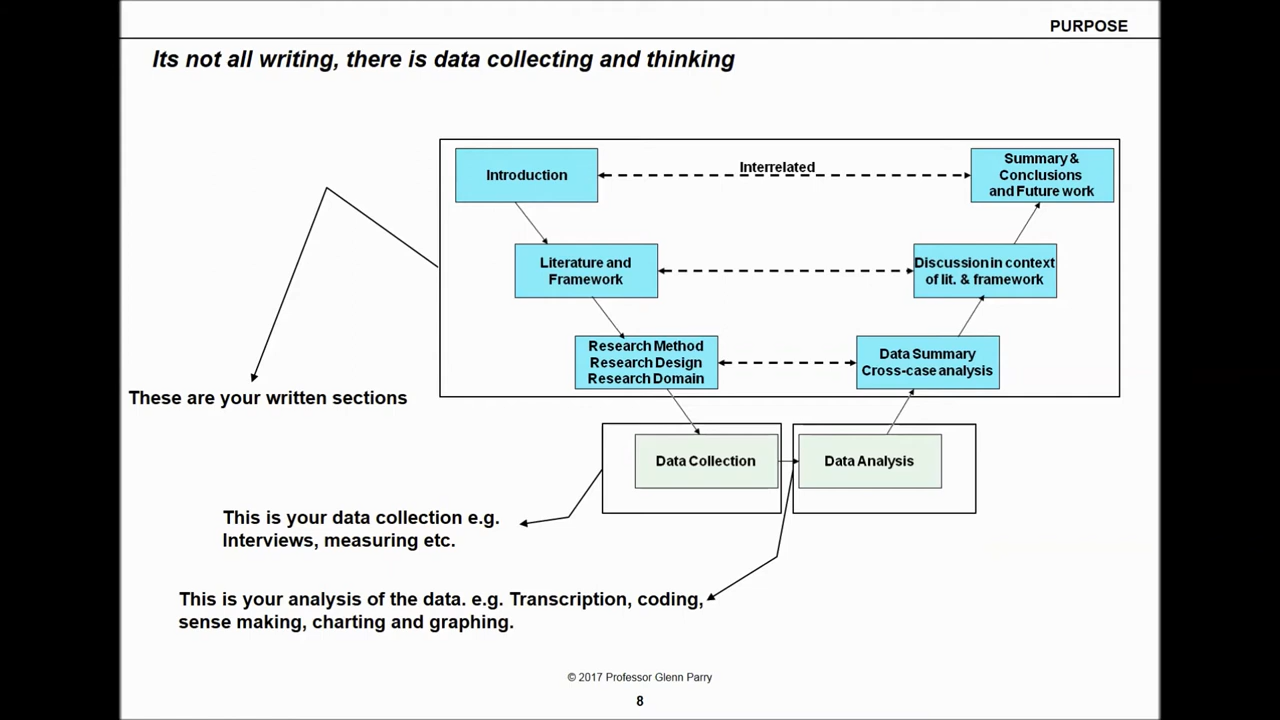 PURPOSE
Its not all writing, there is data collecting and thinking
Introduction
Interrelated
Summary &
Conclusions
and Future work
Literature and
Framework
Discussion in context
of lit. & framework
Research Method
Research Design
Research Domain
Data Summary
Cross-case analysis
These are your written sections
Data Collection
Data Analysis
This is your data collection e.g.
Interviews, measuring etc.
This is your analysis of the data. e.g. Transcription, coding,
sense making, charting and graphing.
© 2017 Professor Glenn Parry
8